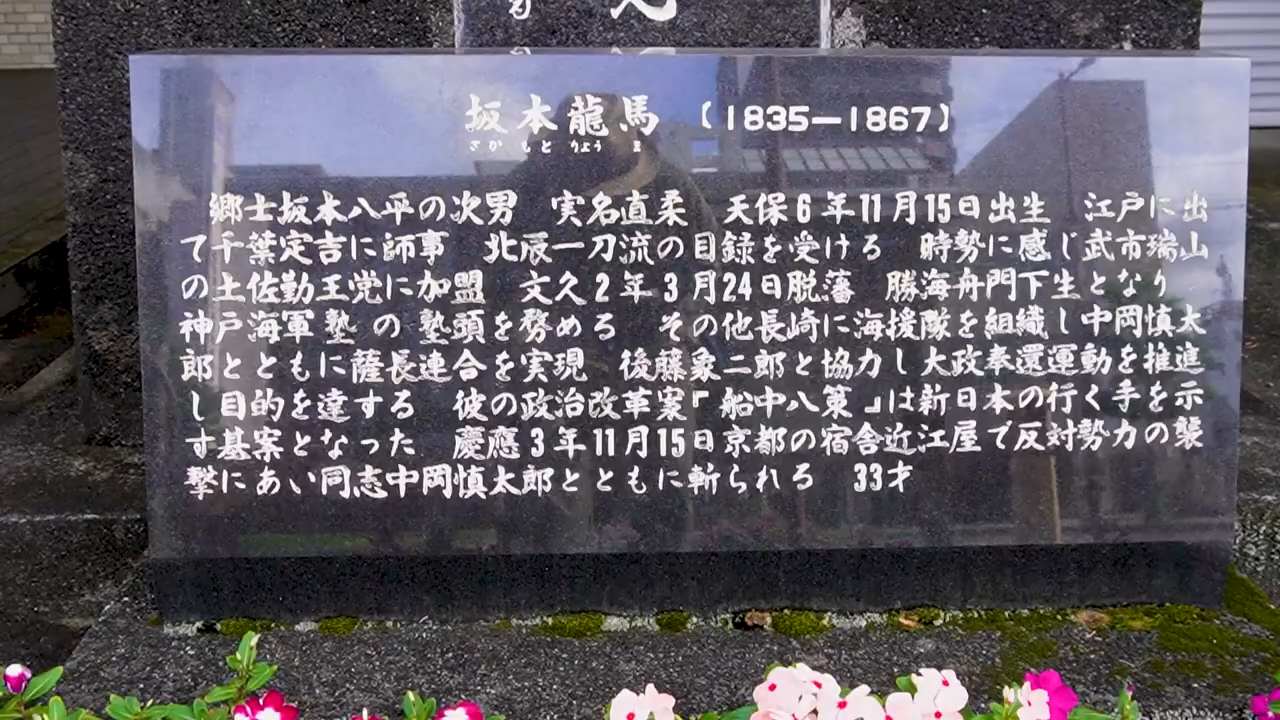 坂本龍馬 〔1835—1867〕
さか もと りょう ま
郷士坂本八平の次男 実名直柔 天保6年11月15日出生 江戸に出
て千葉定吉に師事 北辰一刀流の目録を受ける 時勢に感じ武市瑞山
の土佐勤王党に加盟 文久2年3月24日脱藩 勝海舟門下生となり
神戸海軍塾の塾頭を務める その他長崎に海援隊を組織し中岡慎太
郎とともに薩長連合を実現 後藤象二郎と協力し大政奉還運動を推進
し目的を達する 彼の政治改革案『船中八策』は新日本の行く手を示
す基案となった 慶應3年11月15日京都の宿舎近江屋で反対勢力の襲
撃にあい同志中岡慎太郎とともに斬られる 33才